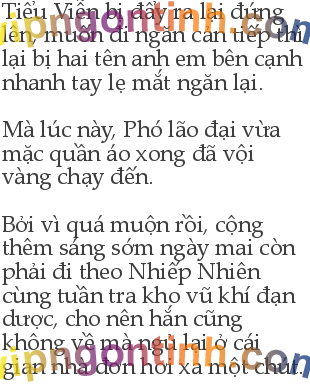 Tiểu Viễn bị đẩy ra lại đứng
lên, muốn đi ngăn cản tiếp thì
lại bị hai tên anh em bên cạnh
nhanh tay lẹ mắt ngăn lại.
Mà lúc này, Phó lão đại vừa
mặc quần áo xong đã vội
vàng chạy đến.
Bởi vì quá muộn rồi, cộng
thêm sáng sớm ngày mai còn
phải đi theo Nhiếp Nhiên
cùng tuần tra kho vũ khí đạn
dược, cho nên hắn cũng
không về mà ngủ lại ở cái
gian nhà đơn hơi xa một chút.
vipngontinh.com
vipngontinh.com